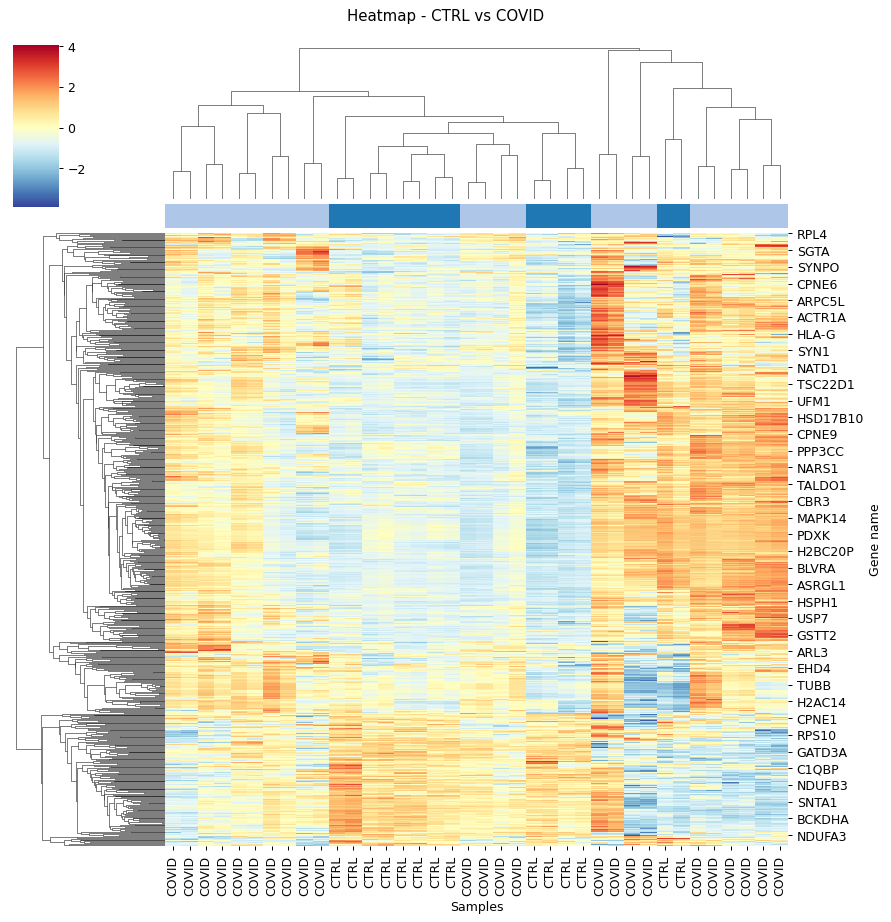 Heatmap - CTRL vs COVID
4
2
0
−2
RPL4
SGTA
SYNPO
CPNE6
ARPC5L
ACTR1A
HLA-G
SYN1
NATD1
TSC22D1
UFM1
HSD17B10
CPNE9
PPP3CC
NARS1
TALDO1
CBR3
MAPK14
PDXK
H2BC20P
BLVRA
ASRGL1
HSPH1
USP7
GSTT2
ARL3
EHD4
TUBB
H2AC14
CPNE1
RPS10
GATD3A
C1QBP
NDUFB3
SNTA1
BCKDHA
NDUFA3
Gene name
COVID COVID COVID COVID COVID COVID COVID COVID COVID COVID CTRL CTRL CTRL CTRL CTRL CTRL CTRL CTRL COVID COVID COVID COVID CTRL CTRL CTRL CTRL COVID COVID COVID COVID CTRL CTRL COVID COVID COVID COVID COVID COVID
Samples